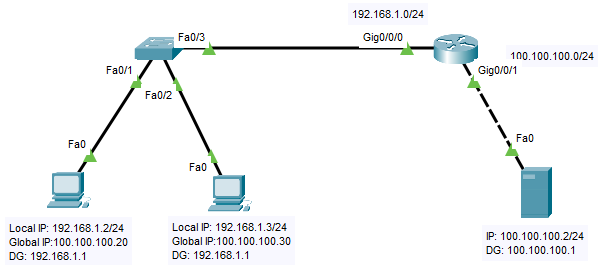 192.168.1.0/24
Fa0/3
Gig0/0/0
100.100.100.0/24
Fa0/1
Gig0/0/1
Fa0/2
Fa0
Fa0
Fa0
Local IP: 192.168.1.2/24
Global IP:100.100.100.20
DG: 192.168.1.1
Local IP: 192.168.1.3/24
Global IP:100.100.100.30
DG: 192.168.1.1
IP: 100.100.100.2/24
DG: 100.100.100.1